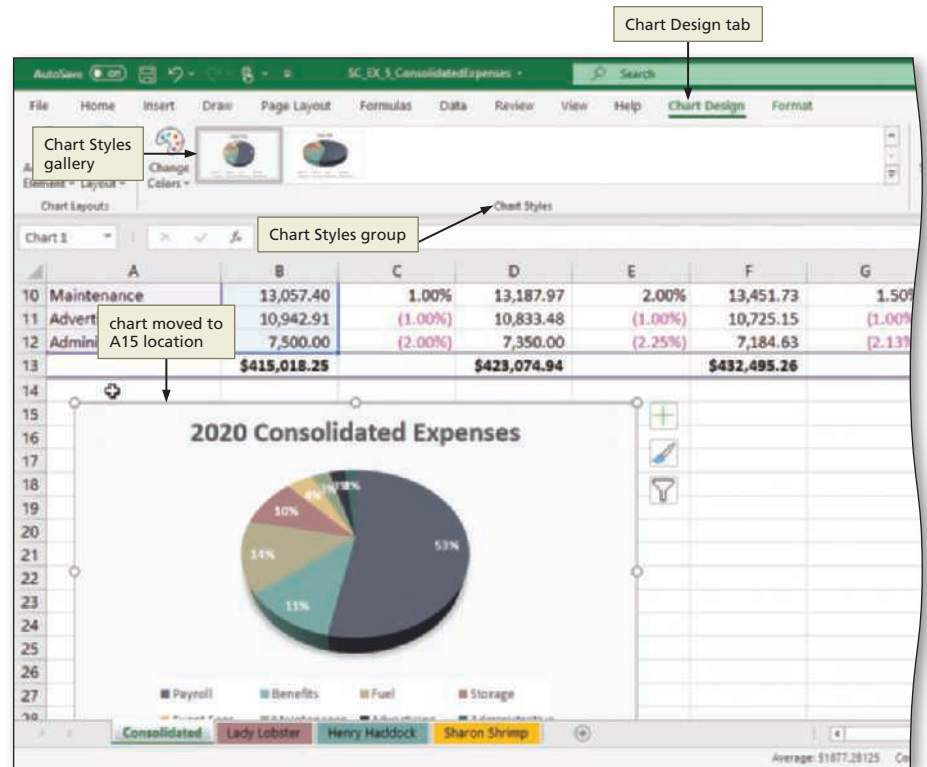 Chart Design tab
AutoSave On SC_EX_5_ConsolidatedExpenses Search
File Home Insert Draw Page Layout Formulas Data Review View Help Chart Design Format
Chart Styles
gallery
Change
Colors
Element Layout
Chart Layouts
Chart Styles
Chart Styles group
Chart 1 fx
A B C D E F G
10 Maintenance 13,057.40 1.00% 13,187.97 2.00% 13,451.73 1.50%
11 Advert 10,942.91 (1.00%) 10,833.48 (1.00%) 10,725.15 (1.00%
12 Admini 7,500.00 (2.00%) 7,350.00 (2.25%) 7,184.63 (2.13%
chart moved to
A15 location
13 $415,018.25 $423,074.94 $432,495.26
14
15
16 2020 Consolidated Expenses
17
18
19
20
21
22
23
24
25
26
27
4%
10%
14%
53%
11%
Payroll Benefits Fuel Storage
Consolidated Lady Lobster Henry Haddock Sharon Shrimp
Average: $1877.28125